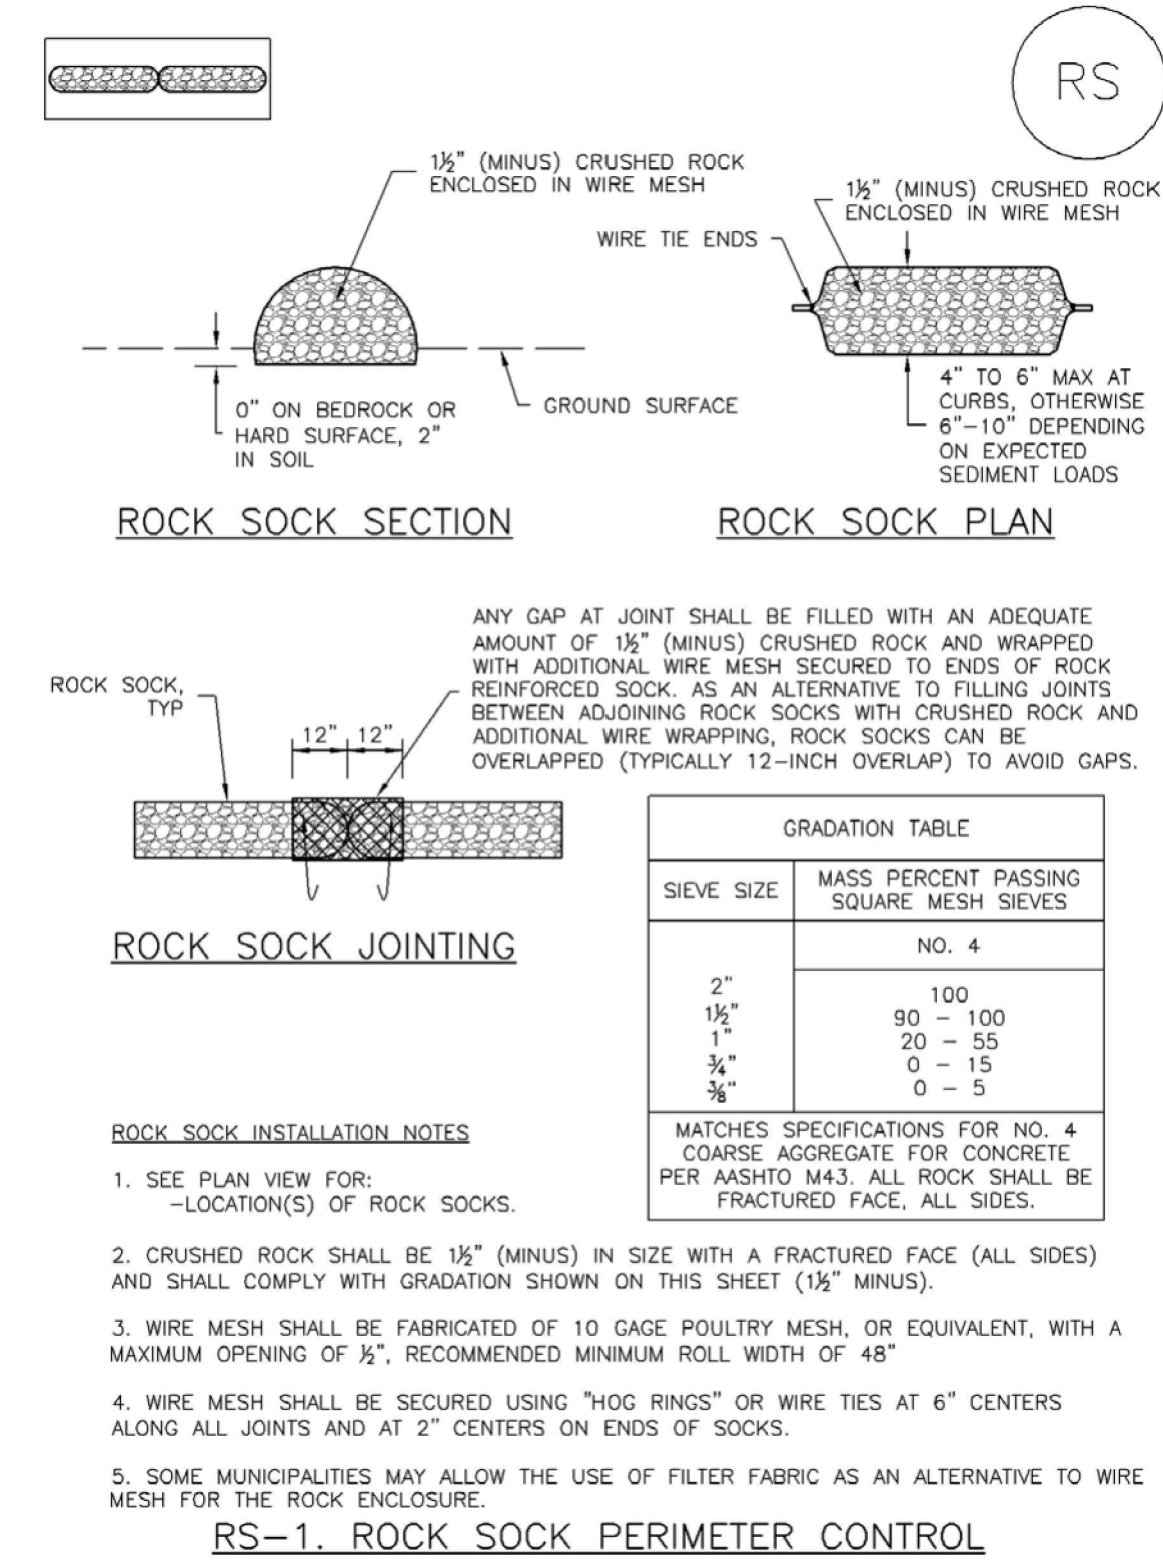 RS
1½" (MINUS) CRUSHED ROCK
ENCLOSED IN WIRE MESH
1½" (MINUS) CRUSHED ROCK
ENCLOSED IN WIRE MESH
WIRE TIE ENDS
0" ON BEDROCK OR
HARD SURFACE, 2"
IN SOIL
GROUND SURFACE
4" TO 6" MAX AT
CURBS, OTHERWISE
6"-10" DEPENDING
ON EXPECTED
SEDIMENT LOADS
ROCK SOCK SECTION
ROCK SOCK PLAN
ANY GAP AT JOINT SHALL BE FILLED WITH AN ADEQUATE
AMOUNT OF 1½" (MINUS) CRUSHED ROCK AND WRAPPED
WITH ADDITIONAL WIRE MESH SECURED TO ENDS OF ROCK
REINFORCED SOCK. AS AN ALTERNATIVE TO FILLING JOINTS
BETWEEN ADJOINING ROCK SOCKS WITH CRUSHED ROCK AND
ADDITIONAL WIRE WRAPPING, ROCK SOCKS CAN BE
OVERLAPPED (TYPICALLY 12-INCH OVERLAP) TO AVOID GAPS.
ROCK SOCK,
TYP
12" 12"
ROCK SOCK JOINTING
GRADATION TABLE
SIEVE SIZE
MASS PERCENT PASSING
SQUARE MESH SIEVES
NO. 4
2" 100
1½" 90 - 100
1" 20 - 55
¾" 0 - 15
⅜" 0 - 5
MATCHES SPECIFICATIONS FOR NO. 4
COARSE AGGREGATE FOR CONCRETE
PER AASHTO M43. ALL ROCK SHALL BE
FRACTURED FACE, ALL SIDES.
ROCK SOCK INSTALLATION NOTES
1. SEE PLAN VIEW FOR:
-LOCATION(S) OF ROCK SOCKS.
2. CRUSHED ROCK SHALL BE 1½" (MINUS) IN SIZE WITH A FRACTURED FACE (ALL SIDES)
AND SHALL COMPLY WITH GRADATION SHOWN ON THIS SHEET (1½" MINUS).
3. WIRE MESH SHALL BE FABRICATED OF 10 GAGE POULTRY MESH, OR EQUIVALENT, WITH A
MAXIMUM OPENING OF ½", RECOMMENDED MINIMUM ROLL WIDTH OF 48"
4. WIRE MESH SHALL BE SECURED USING "HOG RINGS" OR WIRE TIES AT 6" CENTERS
ALONG ALL JOINTS AND AT 2" CENTERS ON ENDS OF SOCKS.
5. SOME MUNICIPALITIES MAY ALLOW THE USE OF FILTER FABRIC AS AN ALTERNATIVE TO WIRE
MESH FOR THE ROCK ENCLOSURE.
RS-1. ROCK SOCK PERIMETER CONTROL